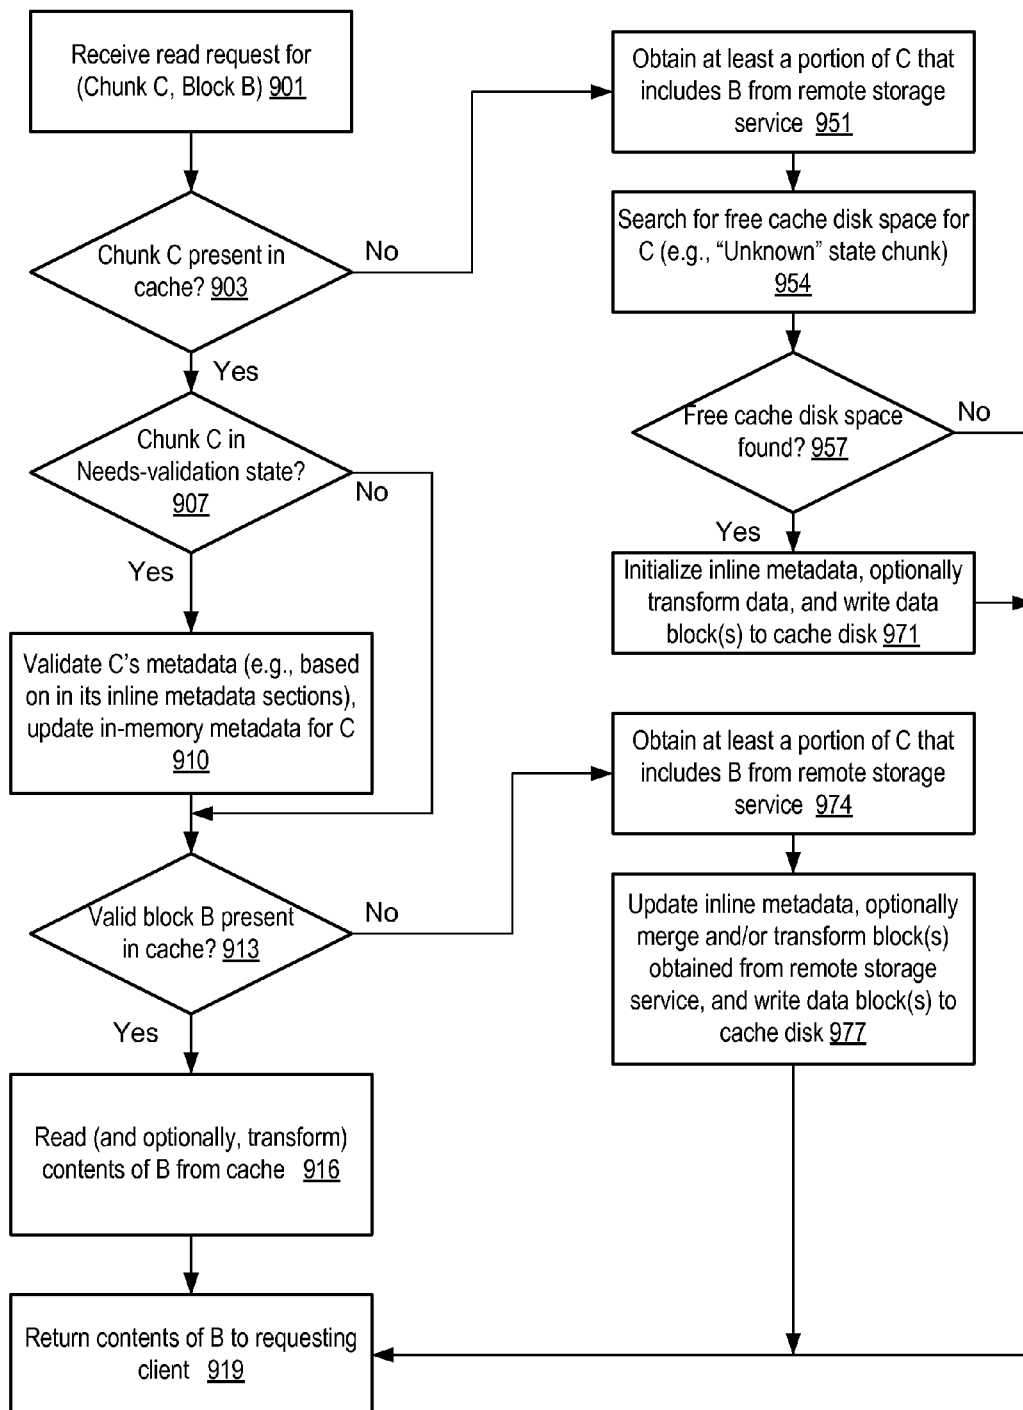 Receive read request for
(Chunk C, Block B) 901
Chunk C present in
cache? 903
No
Yes
Chunk C in
Needs-validation state?
907
No
Yes
Validate C's metadata (e.g., based
on in its inline metadata sections),
update in-memory metadata for C
910
Valid block B present
in cache? 913
No
Yes
Read (and optionally, transform)
contents of B from cache 916
Return contents of B to requesting
client 919
Obtain at least a portion of C that
includes B from remote storage
service 951
Search for free cache disk space for
C (e.g., “Unknown” state chunk)
954
Free cache disk space
found? 957
No
Yes
Initialize inline metadata, optionally
transform data, and write data
block(s) to cache disk 971
Obtain at least a portion of C that
includes B from remote storage
service 974
Update inline metadata, optionally
merge and/or transform block(s)
obtained from remote storage
service, and write data block(s) to
cache disk 977